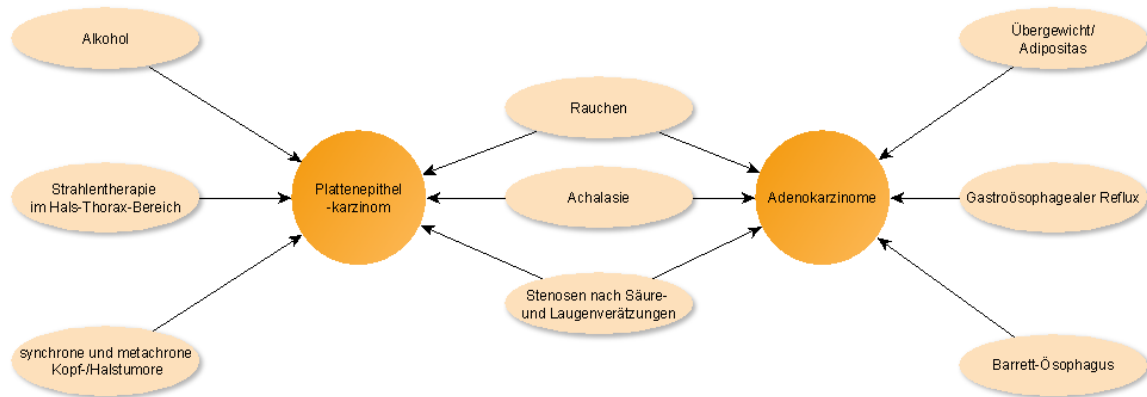 Alkohol
Strahlentherapie
im Hals-Thorax-Bereich
synchrone und metachrone
Kopf-/Halstumore
Plattenepithel
-karzinom
Rauchen
Achalasie
Stenosen nach Säure-
und Laugenverätzungen
Adenokarzinome
Übergewicht/
Adipositas
Gastroösophagealer Reflux
Barrett-Ösophagus